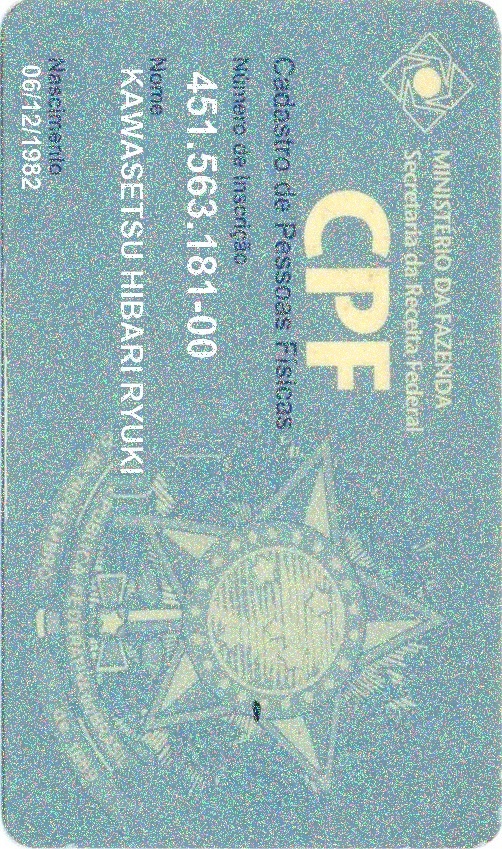 MINISTÉRIO DA FAZENDA
Secretaria da Receita Federal
CPF
Cadastro de Pessoas Físicas
Número de Inscrição
451.563.181-00
Nome
KAWASETSU HIBARI RYUKI
Nascimento
06/12/1982